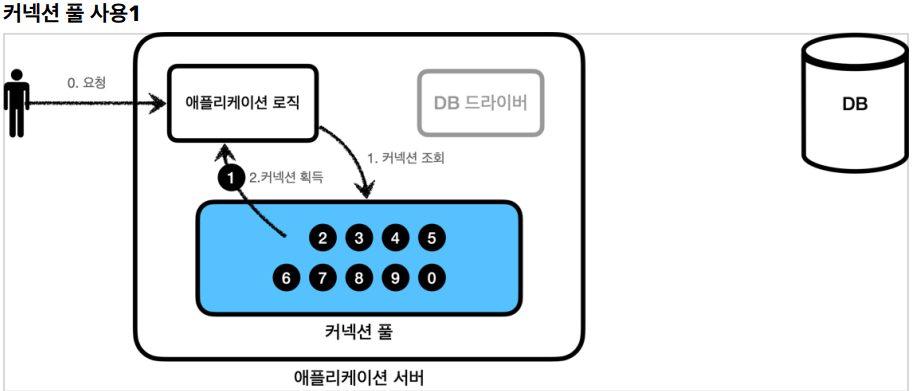 커넥션 풀 사용1
0. 요청
애플리케이션 로직
DB 드라이버
DB
1. 커넥션 조회
1
2.커넥션 획득
2 3 4 5
6 7 8 9 0
커넥션 풀
애플리케이션 서버